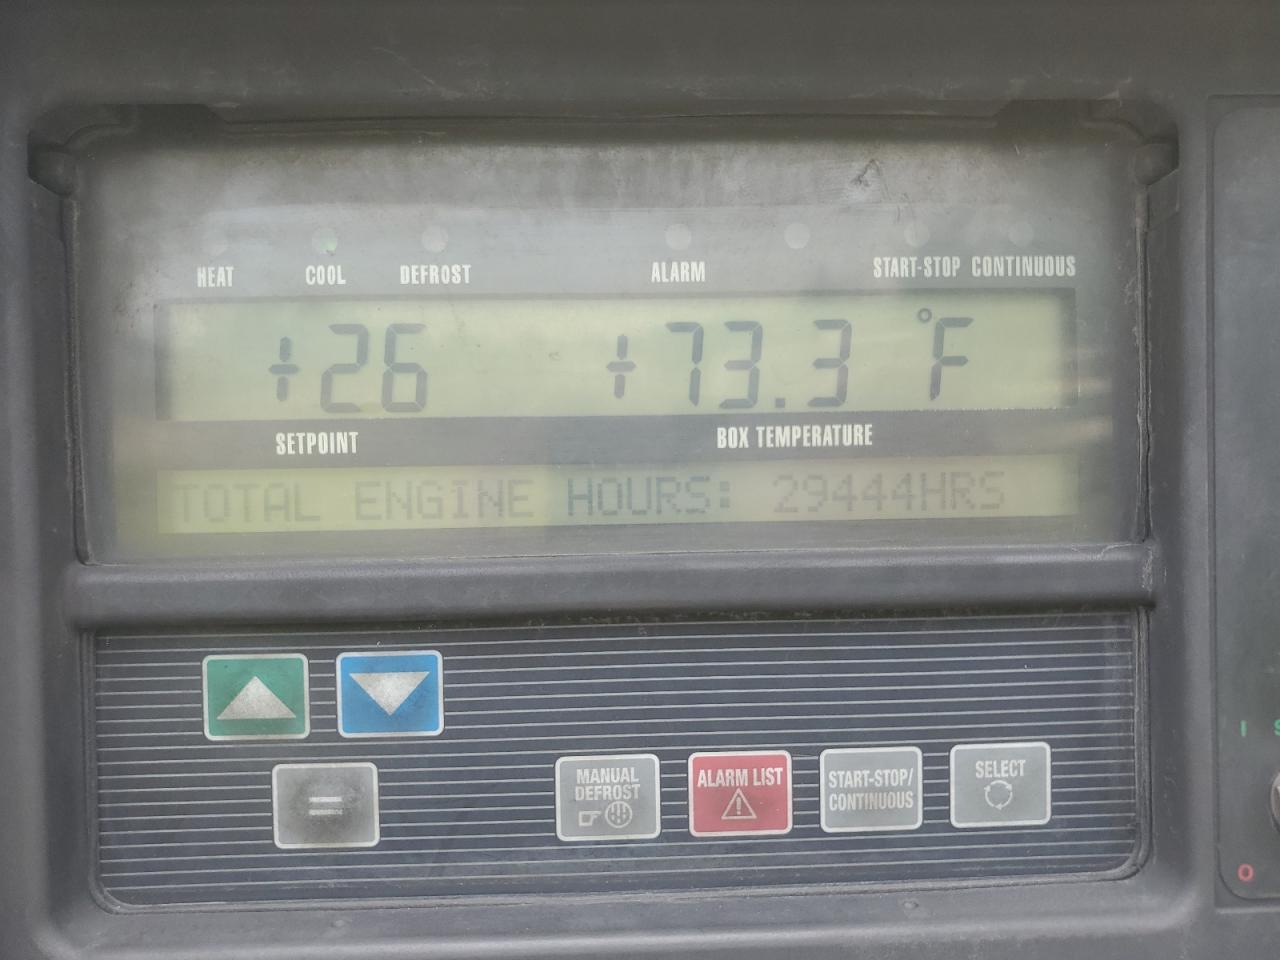 HEAT COOL DEFROST ALARM START-STOP CONTINUOUS
+26 +73.3 °F
SETPOINT BOX TEMPERATURE
TOTAL ENGINE HOURS: 29444HRS
=
MANUAL DEFROST
ALARM LIST
START-STOP/
CONTINUOUS
SELECT
I S
O